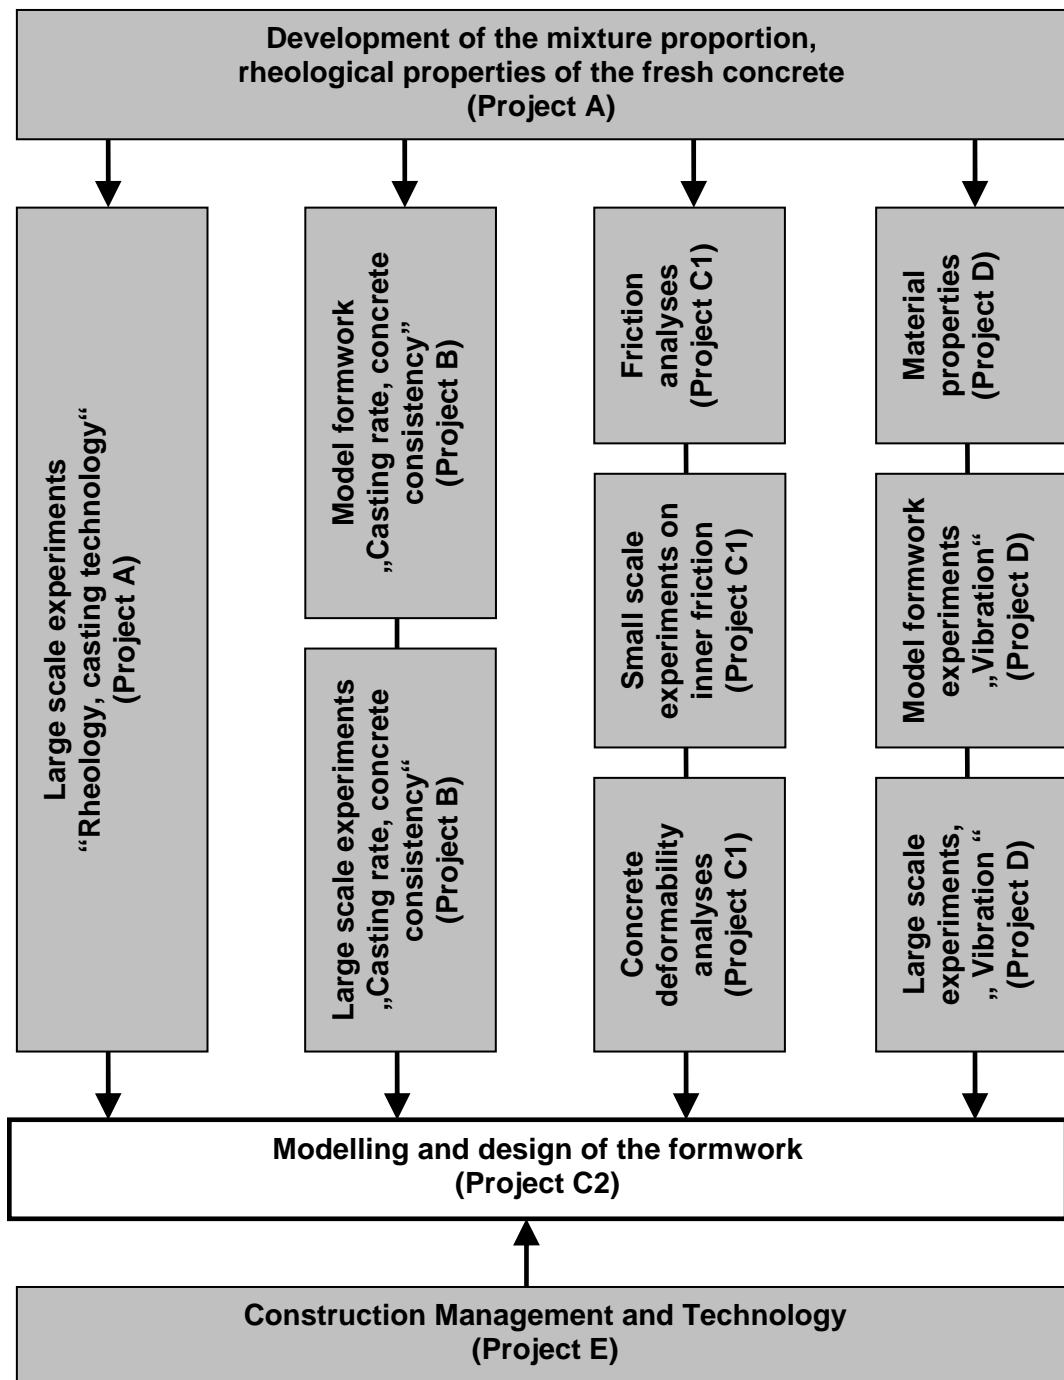 Development of the mixture proportion,
rheological properties of the fresh concrete
(Project A)
Large scale experiments
“Rheology, casting technology“
(Project A)
Model formwork
„Casting rate, concrete
consistency”
(Project B)
Large scale experiments
„Casting rate, concrete
consistency“
(Project B)
Friction
analyses
(Project C1)
Small scale
experiments on
inner friction
(Project C1)
Concrete
deformability
analyses
(Project C1)
Material
properties
(Project D)
Model formwork
experiments
„Vibration“
(Project D)
Large scale
experiments,
„ Vibration “
(Project D)
Modelling and design of the formwork
(Project C2)
Construction Management and Technology
(Project E)